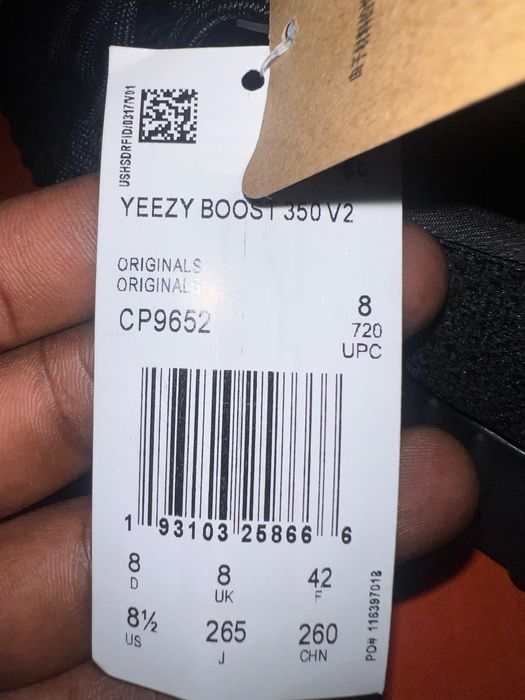 USHSDRFID/0317/V01
YEEZY BOOST 350 V2
ORIGINALS
ORIGINALS
CP9652
8
720
UPC
1 93103 25866 6
8 8 42
D UK F
8½ 265 260
US J CHN
PO# 116397018